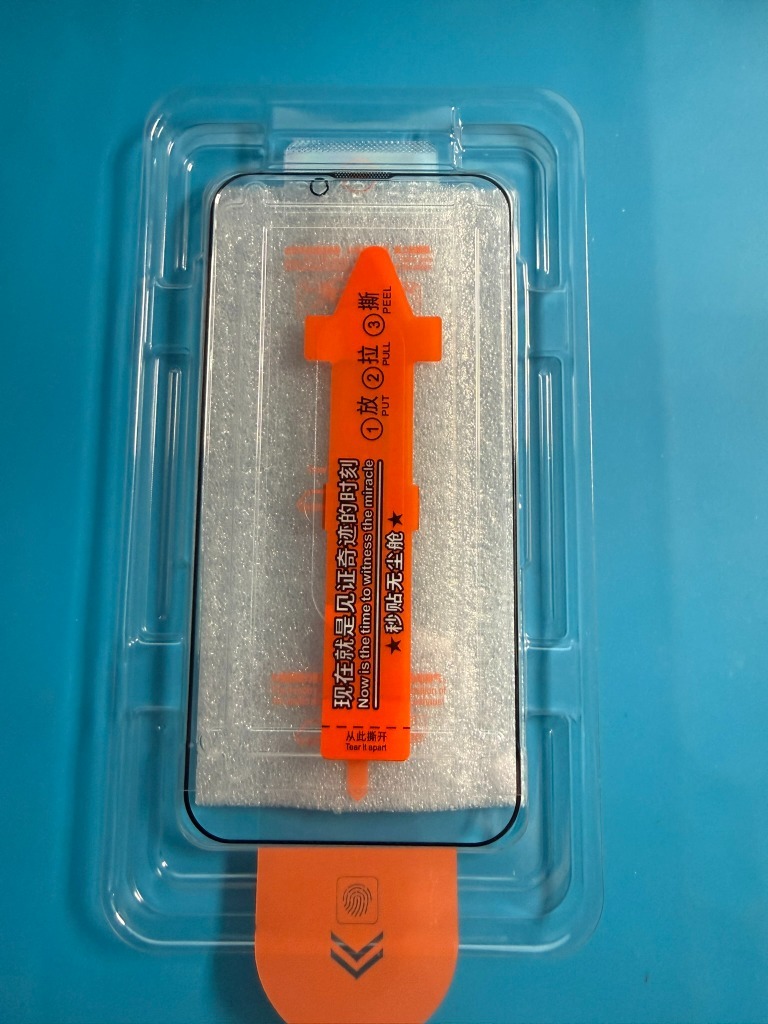 现在就是见证奇迹的时刻
Now is the time to witness the miracle
★秒贴无尘舱★
①放 ②拉 ③撕
PUT PULL PEEL
从此撕开
Tear it apart